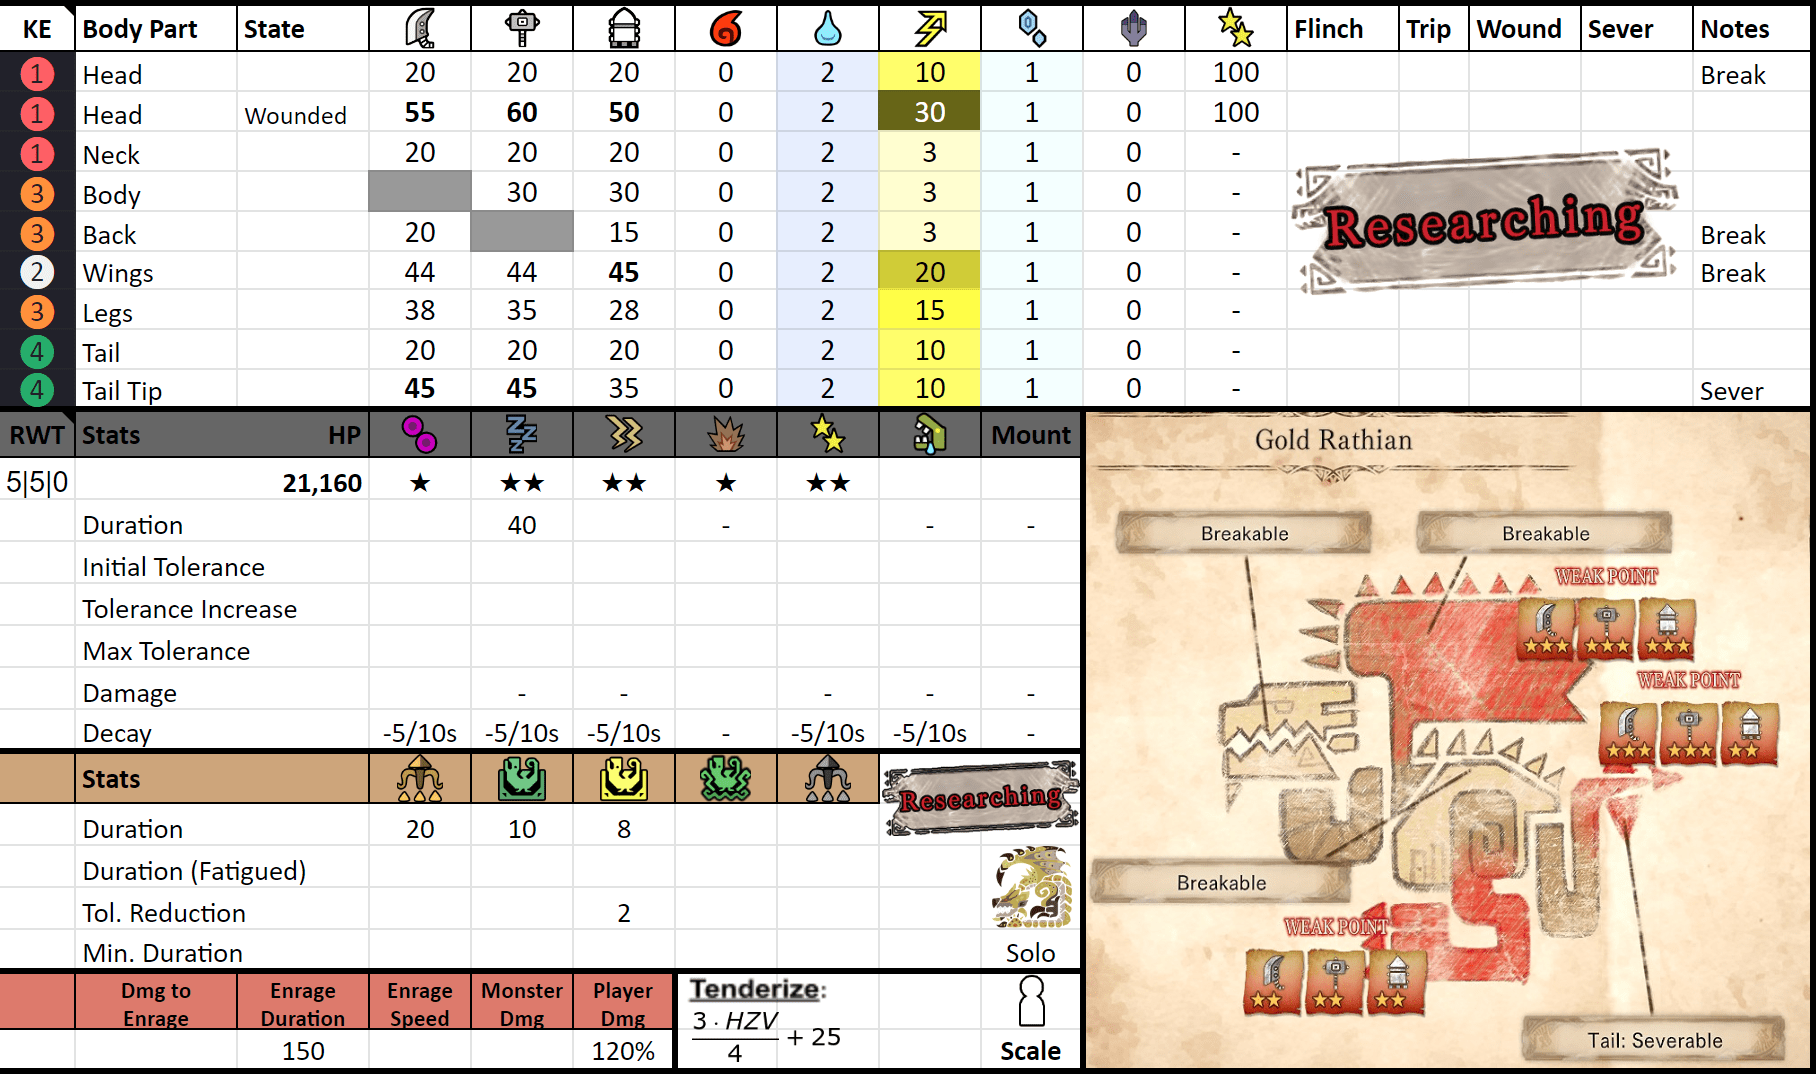 KE Body Part State Flinch Trip Wound Sever Notes
1 Head 20 20 20 0 2 10 1 0 100 Break
1 Head Wounded 55 60 50 0 2 30 1 0 100
1 Neck 20 20 20 0 2 3 1 0 -
3 Body 30 30 0 2 3 1 0 -
3 Back 20 15 0 2 3 1 0 - Break
2 Wings 44 44 45 0 2 20 1 0 - Break
3 Legs 38 35 28 0 2 15 1 0 -
4 Tail 20 20 20 0 2 10 1 0 -
4 Tail Tip 45 45 35 0 2 10 1 0 - Sever
Researching
RWT Stats HP Mount
5|5|0 21,160 ★ ★★ ★★ ★ ★★
Duration 40 - - -
Initial Tolerance
Tolerance Increase
Max Tolerance
Damage - - - - -
Decay -5/10s -5/10s -5/10s - -5/10s -5/10s -
Stats
Researching
Duration 20 10 8
Duration (Fatigued)
Tol. Reduction 2
Min. Duration Solo
Dmg to Enrage Enrage Duration Enrage Speed Monster Dmg Player Dmg
150 120%
Tenderize:
3 · HZV
4
+ 25
Scale
Gold Rathian
Breakable Breakable
WEAK POINT
WEAK POINT
Breakable
WEAK POINT
Tail: Severable